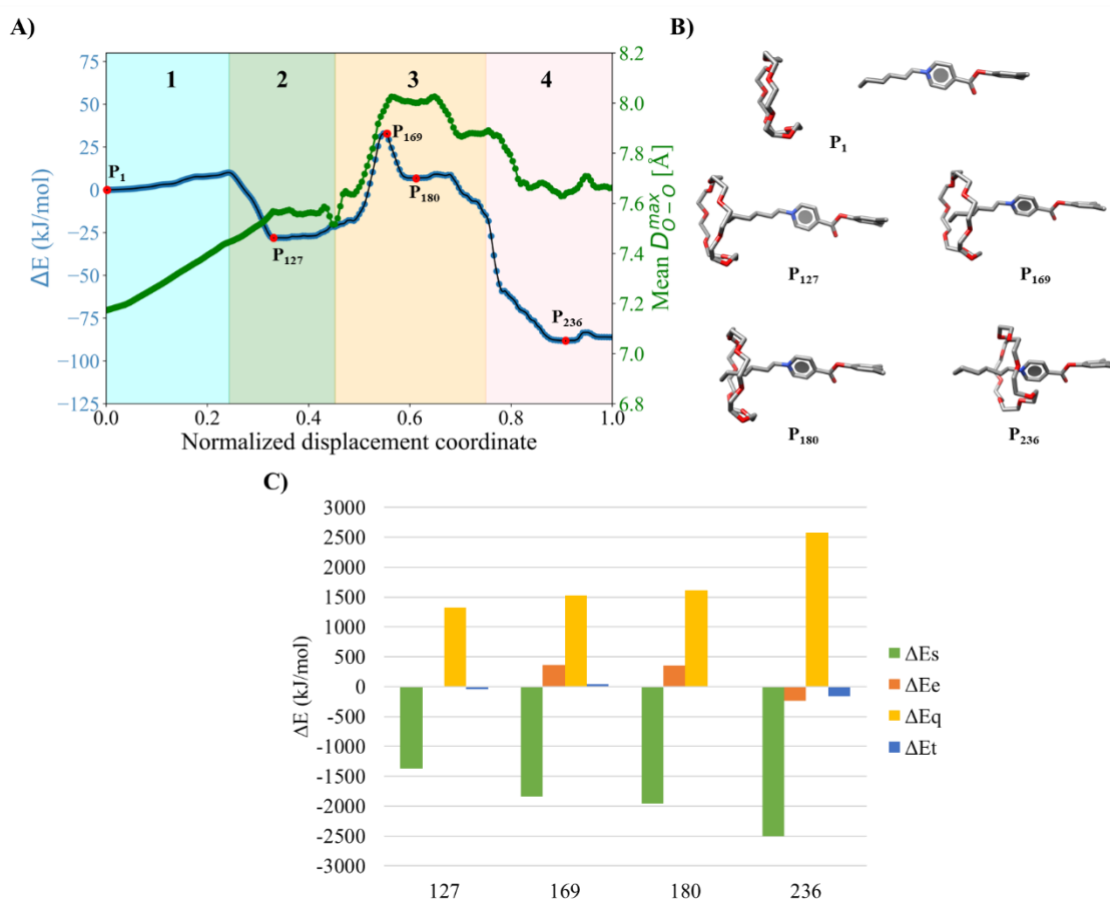 A)
B)
1 2 3 4
75
50
25
0
−25
−50
−75
−100
−125
ΔE (kJ/mol)
P1
P127
P169
P180
P236
8.2
8.0
7.8
7.6
7.4
7.2
7.0
6.8
Mean D_{O−O}^{max} [Å]
0.0 0.2 0.4 0.6 0.8 1.0
Normalized displacement coordinate
P1
P127 P169
P180 P236
C)
3000
2500
2000
1500
1000
500
0
-500
-1000
-1500
-2000
-2500
-3000
ΔE (kJ/mol)
127 169 180 236
ΔEs
ΔEe
ΔEq
ΔEt